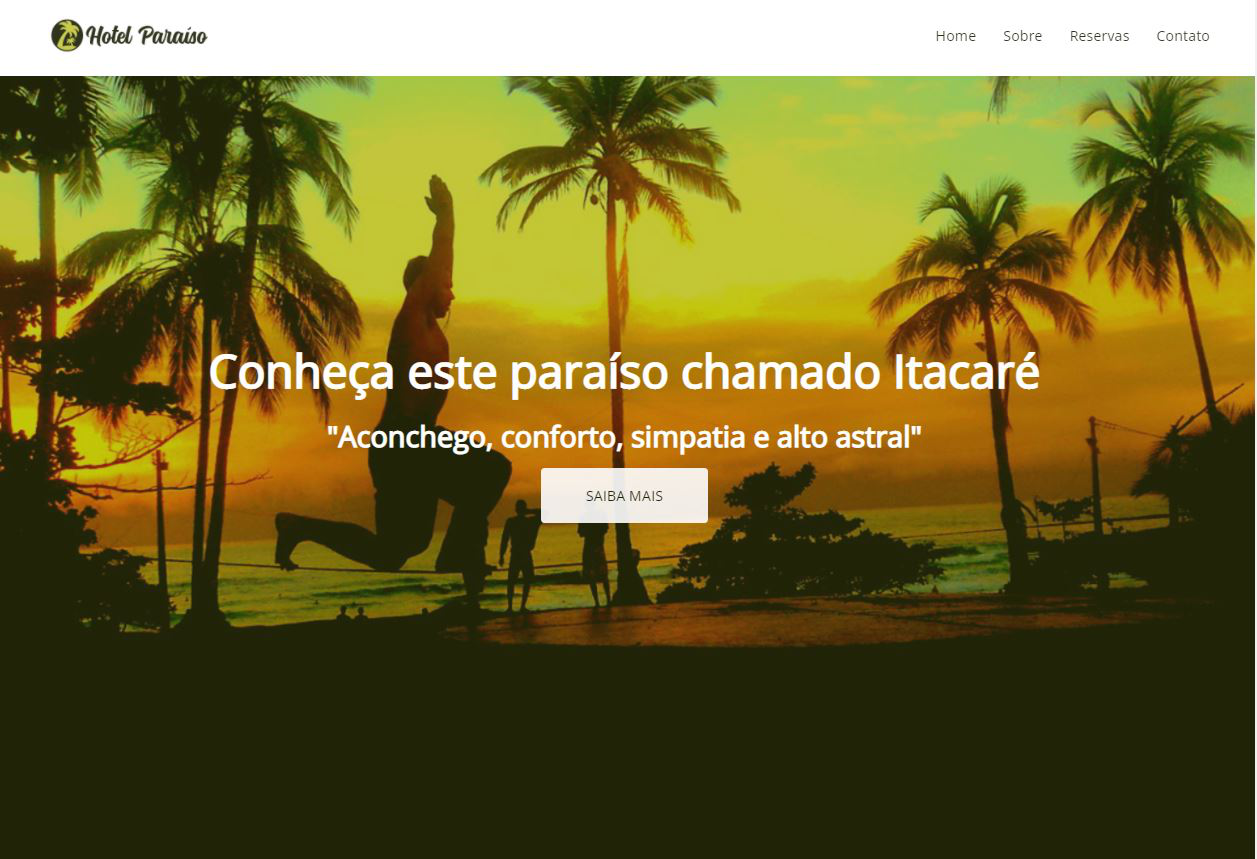 Hotel Paraíso
Home Sobre Reservas Contato
Conheça este paraíso chamado Itacaré
"Aconchego, conforto, simpatia e alto astral"
SAIBA MAIS